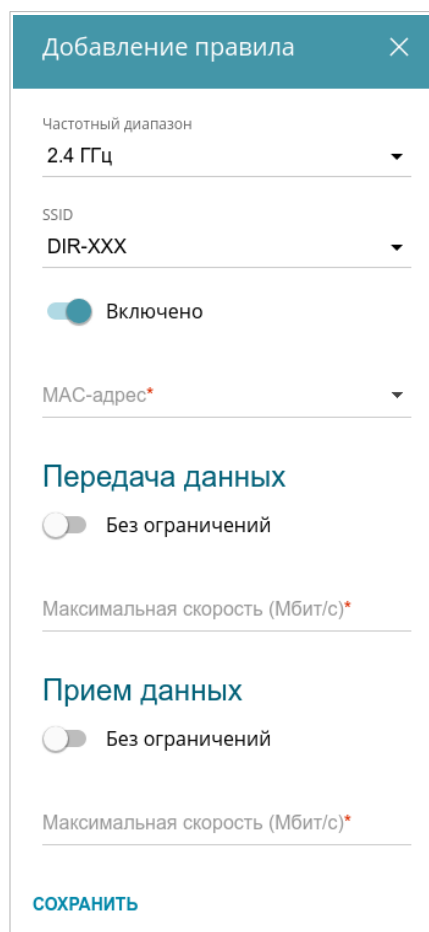 Добавление правила
Частотный диапазон
2.4 ГГц
SSID
DIR-XXX
Включено
MAC-адрес*
Передача данных
Без ограничений
Максимальная скорость (Мбит/с)*
Прием данных
Без ограничений
Максимальная скорость (Мбит/с)*
СОХРАНИТЬ